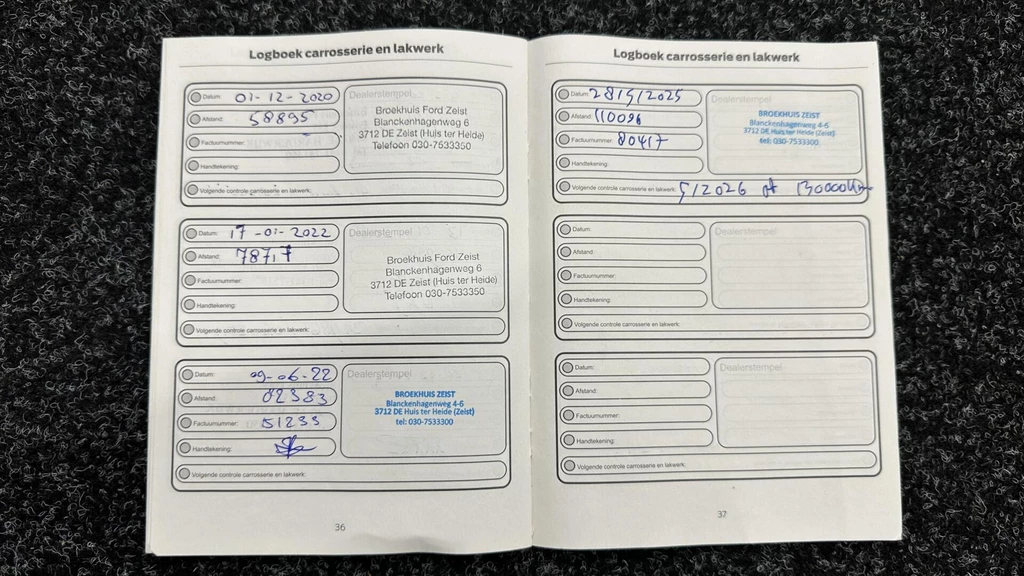 Logboek carrosserie en lakwerk
Datum: 01-12-2020
Afstand: 58895
Factuurnummer:
Handtekening:
Volgende controle carrosserie en lakwerk:
Dealerstempel
Broekhuis Ford Zeist
Blanckenhagenweg 6
3712 DE Zeist (Huis ter Heide)
Telefoon 030-7533350
Datum: 17-01-2022
Afstand:
Factuurnummer:
Handtekening:
Volgende controle carrosserie en lakwerk:
Dealerstempel
Broekhuis Ford Zeist
Blanckenhagenweg 6
3712 DE Zeist (Huis ter Heide)
Telefoon 030-7533350
Datum: 09-06-22
Afstand: 82383
Factuurnummer: 51233
Handtekening:
Volgende controle carrosserie en lakwerk:
Dealerstempel
BROEKHUIS ZEIST
Blanckenhagenweg 4-6
3712 DE Huis ter Heide (Zeist)
tel: 030-7533300
36
Logboek carrosserie en lakwerk
Datum: 28/5/2025
Afstand: 110096
Factuurnummer: 80417
Handtekening:
Volgende controle carrosserie en lakwerk: 5/2026 of 130000km
Dealerstempel
BROEKHUIS ZEIST
Blanckenhagenweg 4-6
3712 DE Huis ter Heide (Zeist)
tel: 030-7533300
Datum:
Afstand:
Factuurnummer:
Handtekening:
Volgende controle carrosserie en lakwerk:
Dealerstempel
Datum:
Afstand:
Factuurnummer:
Handtekening:
Volgende controle carrosserie en lakwerk:
Dealerstempel
37